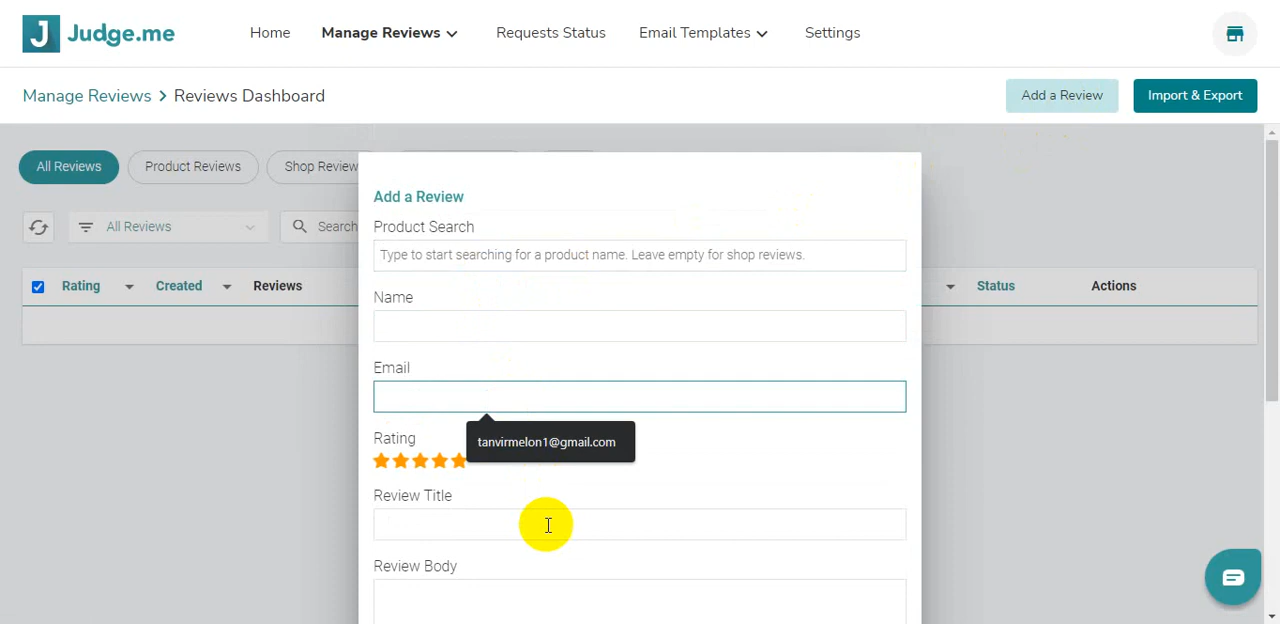 J Judge.me
Home
Manage Reviews
Requests Status
Email Templates
Settings
Manage Reviews > Reviews Dashboard
Add a Review
Import & Export
All Reviews
Product Reviews
Shop Review
All Reviews
Search
Rating
Created
Reviews
Status
Actions
Add a Review
Product Search
Type to start searching for a product name. Leave empty for shop reviews.
Name
Email
tanvirmelon1@gmail.com
Rating
Review Title
Review Body